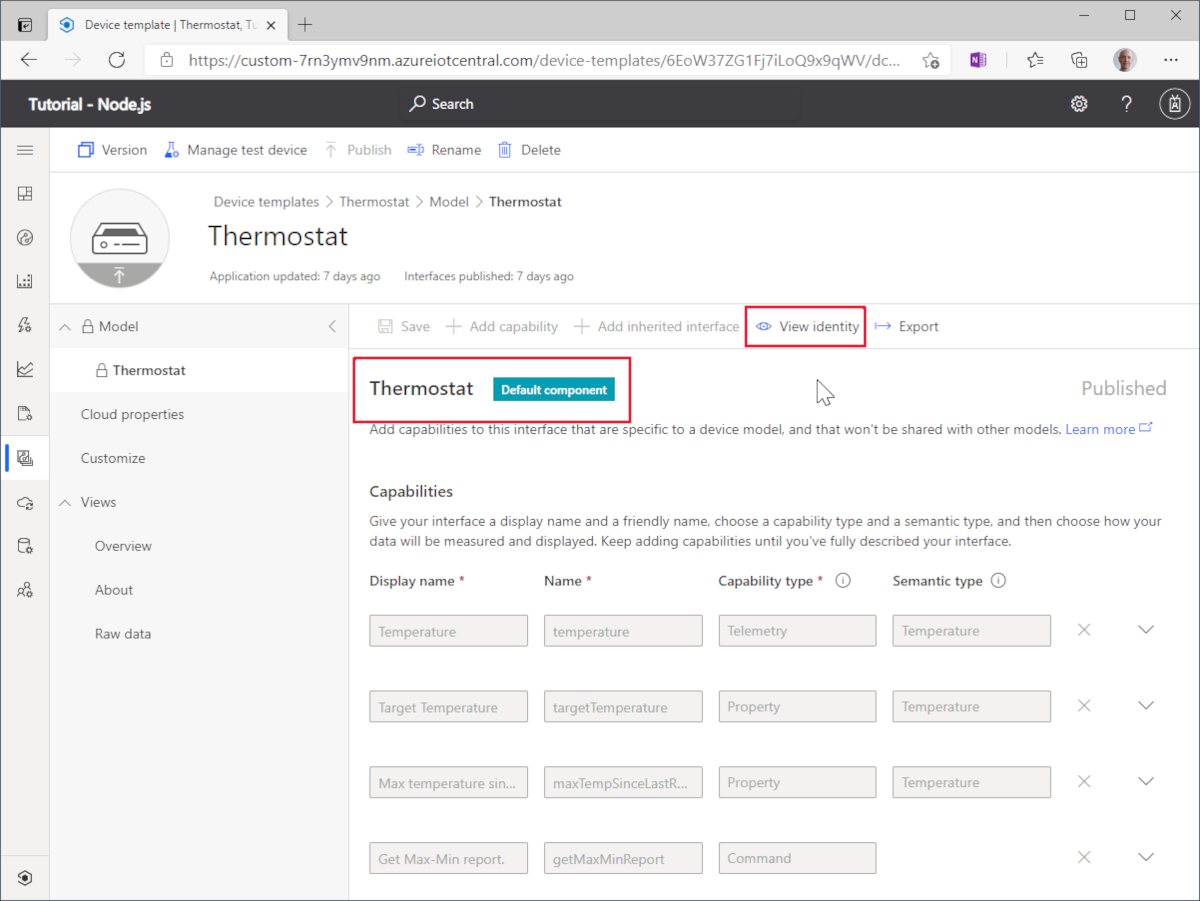 Device template | Thermostat, Tu
https://custom-7rn3ymv9nm.azureiotcentral.com/device-templates/6EoW37ZG1Fj7iLoQ9x9qWV/dc...
Tutorial - Node.js
Search
Version
Manage test device
Publish
Rename
Delete
Device templates > Thermostat > Model > Thermostat
Thermostat
Application updated: 7 days ago
Interfaces published: 7 days ago
Model
Thermostat
Cloud properties
Customize
Views
Overview
About
Raw data
Save
Add capability
Add inherited interface
View identity
Export
Thermostat
Default component
Published
Add capabilities to this interface that are specific to a device model, and that won't be shared with other models. Learn more
Capabilities
Give your interface a display name and a friendly name, choose a capability type and a semantic type, and then choose how your
data will be measured and displayed. Keep adding capabilities until you've fully described your interface.
Display name * Name * Capability type * Semantic type
Temperature temperature Telemetry Temperature
Target Temperature targetTemperature Property Temperature
Max temperature sin... maxTempSinceLastR... Property Temperature
Get Max-Min report. getMaxMinReport Command